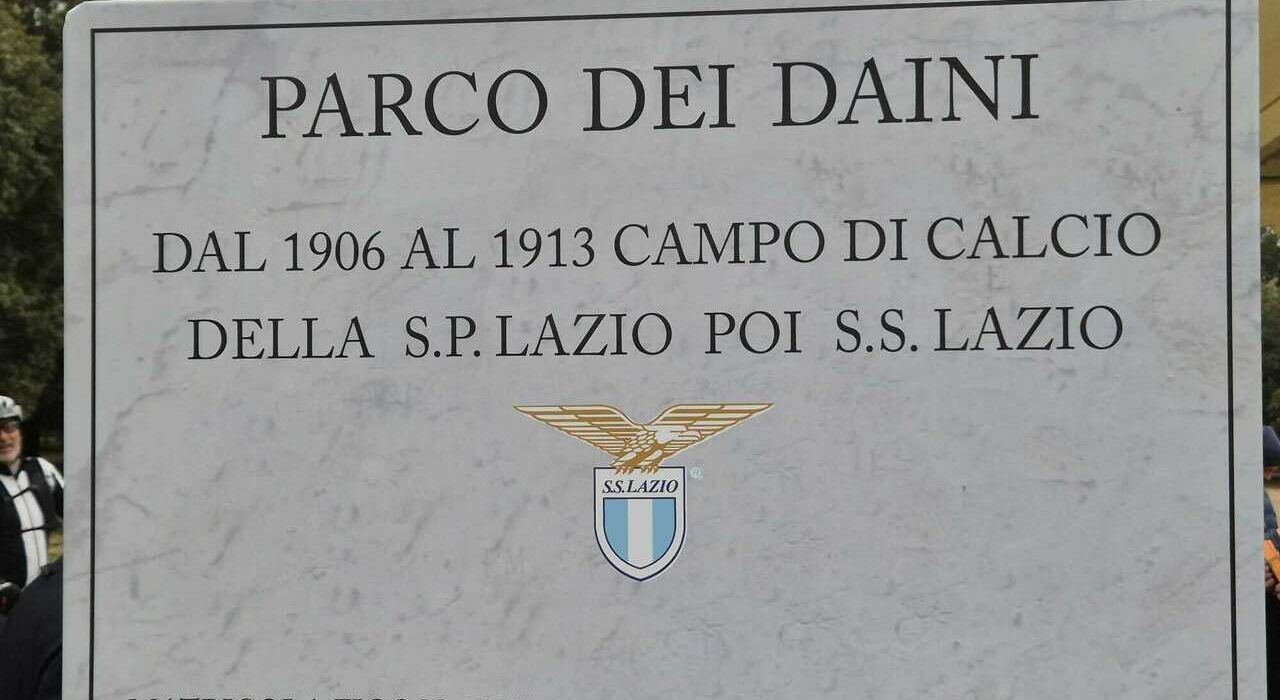 PARCO DEI DAINI
DAL 1906 AL 1913 CAMPO DI CALCIO
DELLA S.P. LAZIO POI S.S. LAZIO
®
S.S.LAZIO